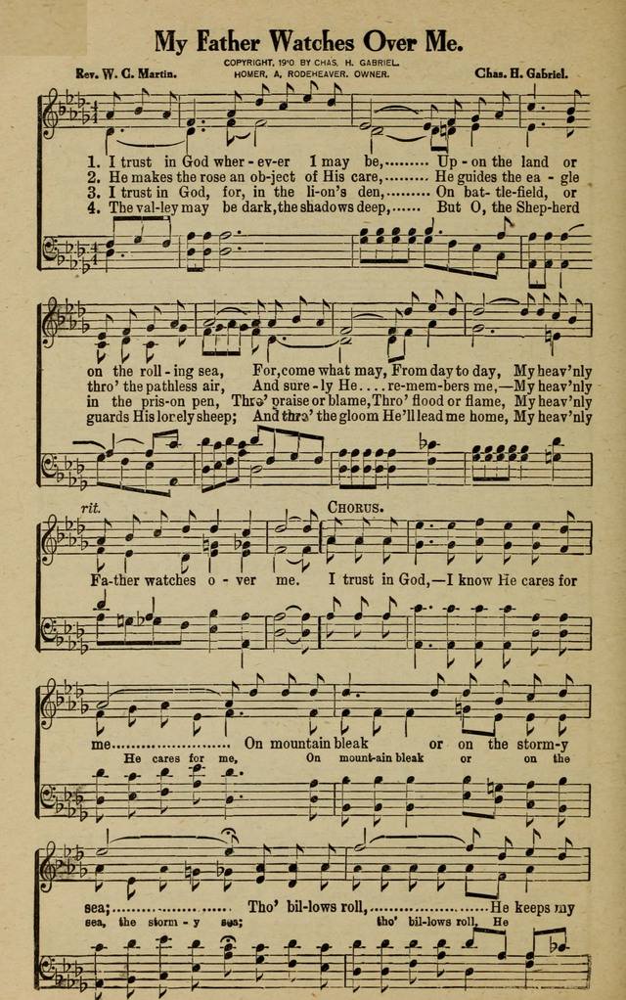 My Father Watches Over Me.
COPYRIGHT, 1910 BY CHAS. H. GABRIEL.
Rev. W. C. Martin. HOMER, A, RODEHEAVER. OWNER. Chas. H. Gabriel.
1. I trust in God wher - ev - er I may be,......... Up - on the land or
2. He makes the rose an ob - ject of His care,......... He guides the ea - gle
3. I trust in God, for, in the li - on's den,......... On bat - tle-field, or
4. The val - ley may be dark, the shadows deep,...... But O, the Shep-herd
on the roll - ing sea, For, come what may, From day to day, My heav'nly
thro' the pathless air, And sure - ly He.... re-mem-bers me,—My heav'nly
in the pris-on pen, Thro' praise or blame, Thro' flood or flame, My heav'nly
guards His lorely sheep; And thro' the gloom He'll lead me home, My heav'nly
rit. CHORUS.
Fa-ther watches o - ver me. I trust in God,—I know He cares for
me..................... On mountain bleak or on the storm-y
He cares for me, On mount-ain bleak or on the
sea;..................... Tho' bil-lows roll,..................... He keeps my
sea, the storm - y sea; tho' bil-lows roll, He